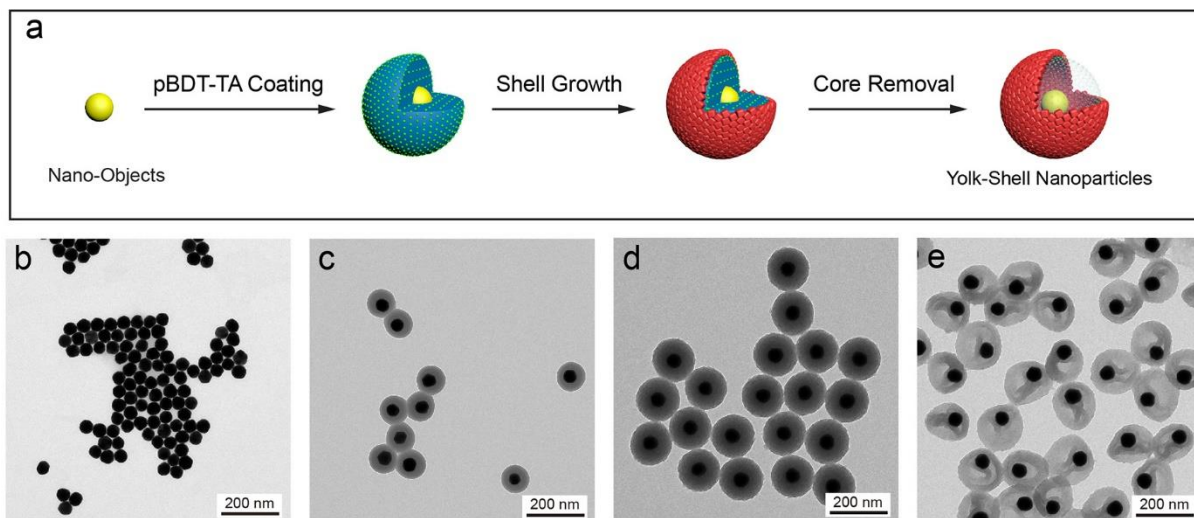 a
pBDT-TA Coating
Shell Growth
Core Removal
Nano-Objects
Yolk-Shell Nanoparticles
b
c
d
e
200 nm
200 nm
200 nm
200 nm